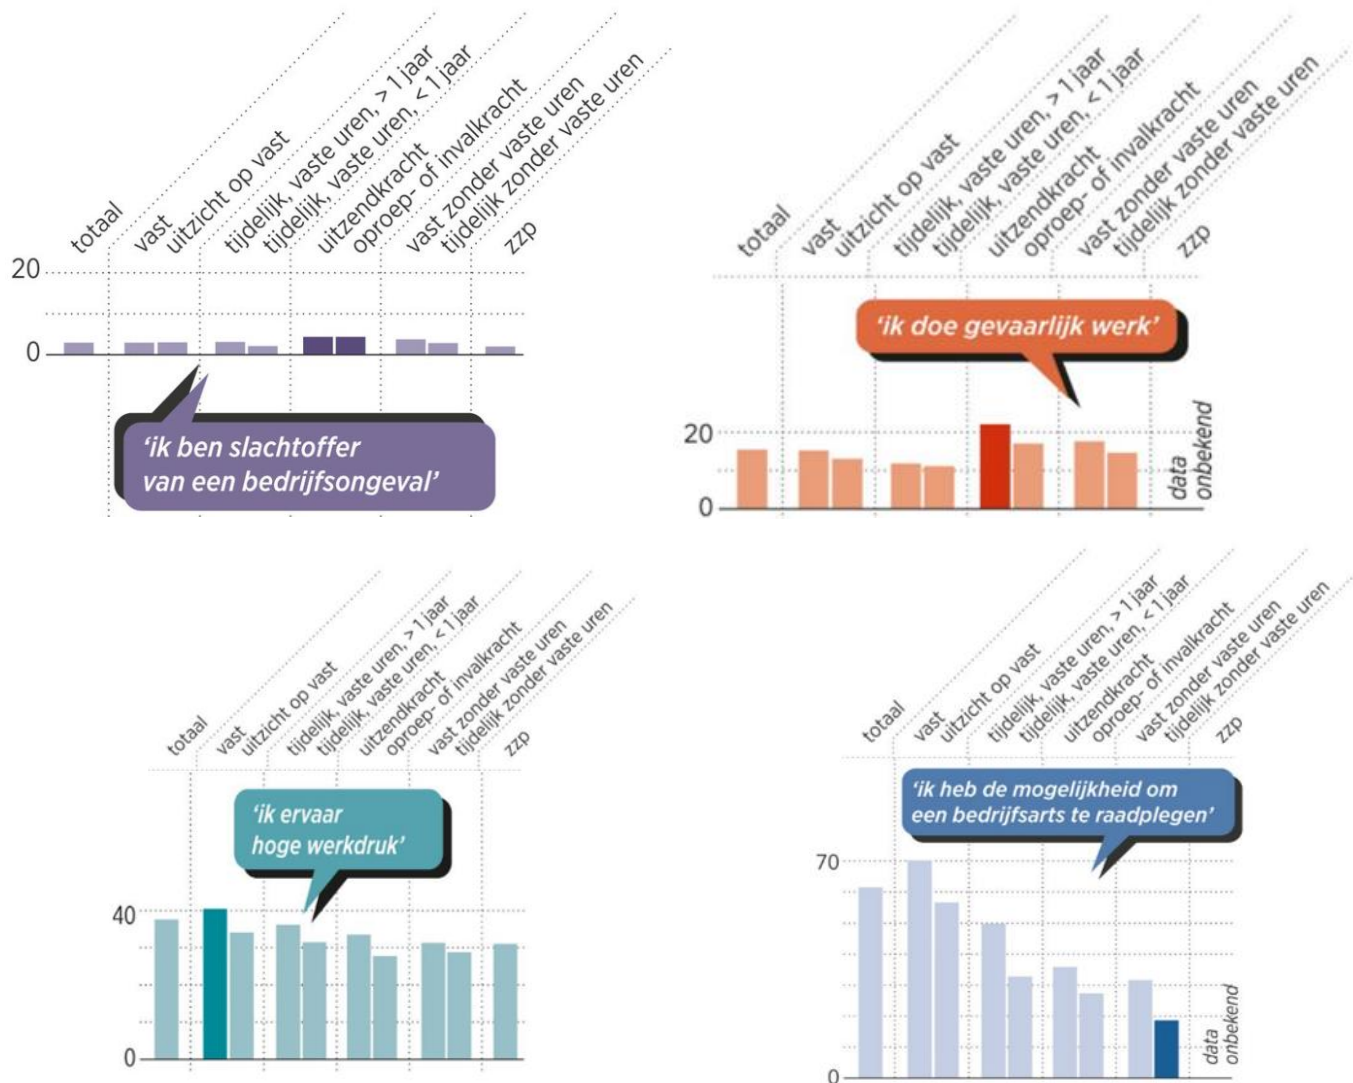 totaal
vast
uitzicht op vast
tijdelijk, vaste uren, > 1 jaar
tijdelijk, vaste uren, < 1 jaar
uitzendkracht
oproep- of invalkracht
vast zonder vaste uren
tijdelijk zonder vaste uren
zzp
20
0
‘ik ben slachtoffer
van een bedrijfsongeval’
totaal
vast
uitzicht op vast
tijdelijk, vaste uren, > 1 jaar
tijdelijk, vaste uren, < 1 jaar
uitzendkracht
oproep- of invalkracht
vast zonder vaste uren
tijdelijk zonder vaste uren
zzp
‘ik doe gevaarlijk werk’
20
0
data
onbekend
totaal
vast
uitzicht op vast
tijdelijk, vaste uren, > 1 jaar
tijdelijk, vaste uren, < 1 jaar
uitzendkracht
oproep- of invalkracht
vast zonder vaste uren
tijdelijk zonder vaste uren
zzp
‘ik ervaar
hoge werkdruk’
40
0
totaal
vast
uitzicht op vast
tijdelijk, vaste uren, > 1 jaar
tijdelijk, vaste uren, < 1 jaar
uitzendkracht
oproep- of invalkracht
vast zonder vaste uren
tijdelijk zonder vaste uren
zzp
‘ik heb de mogelijkheid om
een bedrijfsarts te raadplegen’
70
0
data
onbekend